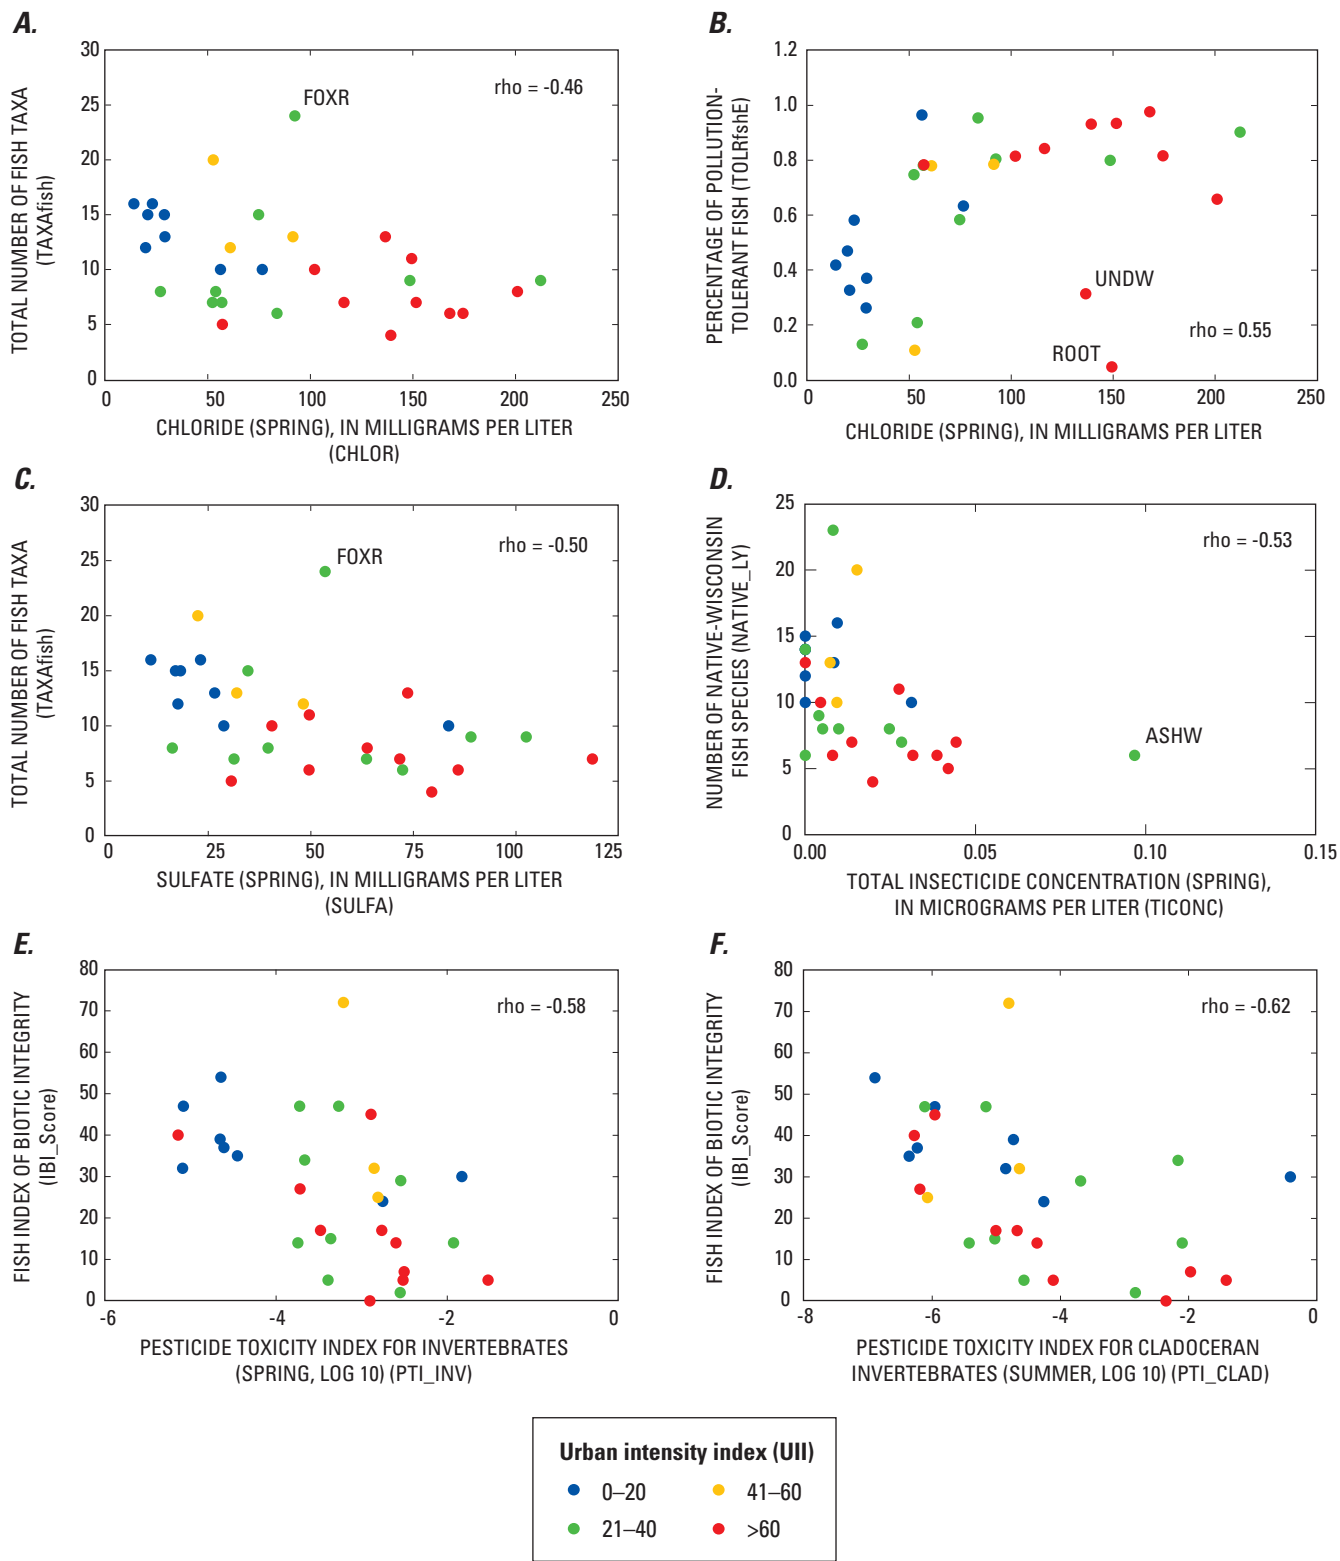 A.
30
25
20
15
10
5
0
TOTAL NUMBER OF FISH TAXA
(TAXAfish)
FOXR
rho = -0.46
0 50 100 150 200 250
CHLORIDE (SPRING), IN MILLIGRAMS PER LITER
(CHLOR)
B.
1.2
1.0
0.8
0.6
0.4
0.2
0.0
PERCENTAGE OF POLLUTION-
TOLERANT FISH (TOLRfshE)
UNDW
ROOT
rho = 0.55
0 50 100 150 200 250
CHLORIDE (SPRING), IN MILLIGRAMS PER LITER
C.
30
25
20
15
10
5
0
TOTAL NUMBER OF FISH TAXA
(TAXAfish)
FOXR
rho = -0.50
0 25 50 75 100 125
SULFATE (SPRING), IN MILLIGRAMS PER LITER
(SULFA)
D.
25
20
15
10
5
0
NUMBER OF NATIVE-WISCONSIN
FISH SPECIES (NATIVE_LY)
rho = -0.53
ASHW
0.00 0.05 0.10 0.15
TOTAL INSECTICIDE CONCENTRATION (SPRING),
IN MICROGRAMS PER LITER (TICONC)
E.
80
70
60
50
40
30
20
10
0
FISH INDEX OF BIOTIC INTEGRITY
(IBI_Score)
rho = -0.58
-6 -4 -2 0
PESTICIDE TOXICITY INDEX FOR INVERTEBRATES
(SPRING, LOG 10) (PTI_INV)
F.
80
70
60
50
40
30
20
10
0
FISH INDEX OF BIOTIC INTEGRITY
(IBI_Score)
rho = -0.62
-8 -6 -4 -2 0
PESTICIDE TOXICITY INDEX FOR CLADOCERAN
INVERTEBRATES (SUMMER, LOG 10) (PTI_CLAD)
Urban intensity index (UII)
0–20 41–60
21–40 >60